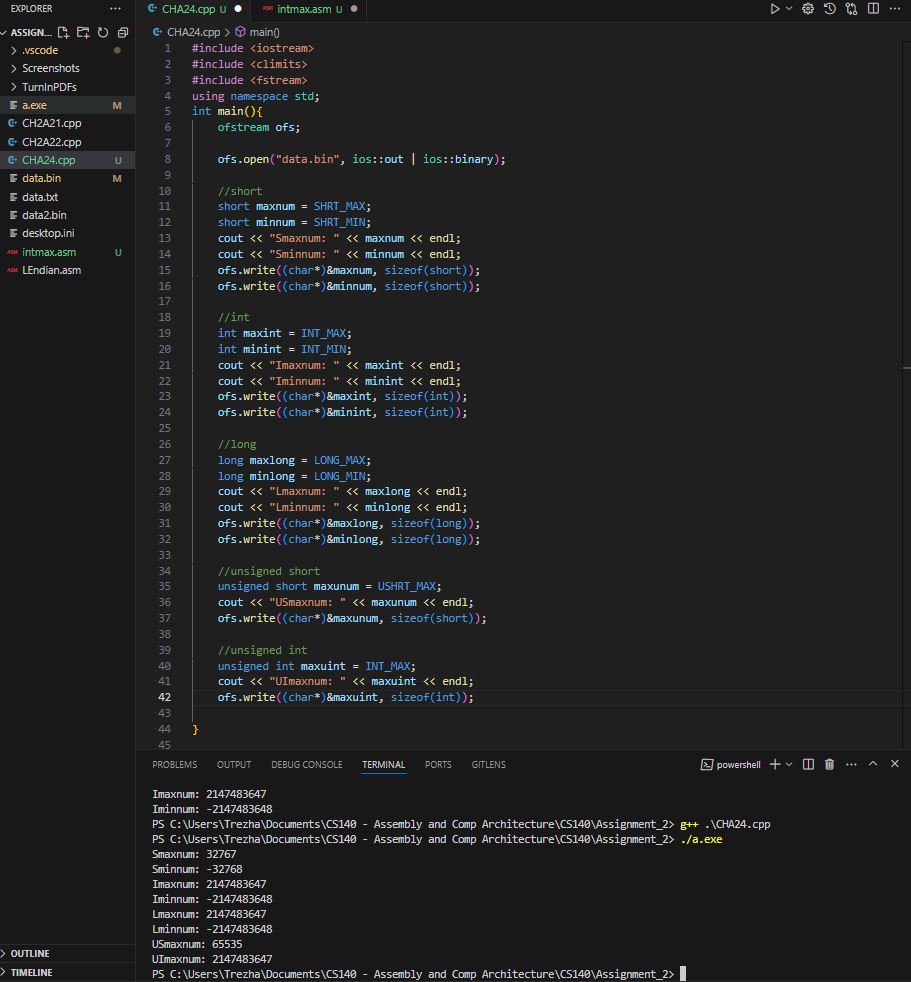 EXPLORER ···
CHA24.cpp U ●
ASM intmax.asm U ●
ASSIGN...
.vscode
Screenshots
TurnInPDFs
a.exe M
CH2A21.cpp
CH2A22.cpp
CHA24.cpp U
data.bin M
data.txt
data2.bin
desktop.ini
ASM intmax.asm U
ASM LEndian.asm
OUTLINE
TIMELINE
CHA24.cpp > main()
1 #include <iostream>
2 #include <climits>
3 #include <fstream>
4 using namespace std;
5 int main(){
6 ofstream ofs;
7
8 ofs.open("data.bin", ios::out | ios::binary);
9
10 //short
11 short maxnum = SHRT_MAX;
12 short minnum = SHRT_MIN;
13 cout << "Smaxnum: " << maxnum << endl;
14 cout << "Sminnum: " << minnum << endl;
15 ofs.write((char*)&maxnum, sizeof(short));
16 ofs.write((char*)&minnum, sizeof(short));
17
18 //int
19 int maxint = INT_MAX;
20 int minint = INT_MIN;
21 cout << "Imaxnum: " << maxint << endl;
22 cout << "Iminnum: " << minint << endl;
23 ofs.write((char*)&maxint, sizeof(int));
24 ofs.write((char*)&minint, sizeof(int));
25
26 //long
27 long maxlong = LONG_MAX;
28 long minlong = LONG_MIN;
29 cout << "Lmaxnum: " << maxlong << endl;
30 cout << "Lminnum: " << minlong << endl;
31 ofs.write((char*)&maxlong, sizeof(long));
32 ofs.write((char*)&minlong, sizeof(long));
33
34 //unsigned short
35 unsigned short maxunum = USHRT_MAX;
36 cout << "USmaxnum: " << maxunum << endl;
37 ofs.write((char*)&maxunum, sizeof(short));
38
39 //unsigned int
40 unsigned int maxuint = INT_MAX;
41 cout << "UImaxnum: " << maxuint << endl;
42 ofs.write((char*)&maxuint, sizeof(int));
43
44 }
45
PROBLEMS OUTPUT DEBUG CONSOLE TERMINAL PORTS GITLENS
powershell
Imaxnum: 2147483647
Iminnum: -2147483648
PS C:\Users\Trezha\Documents\CS140 - Assembly and Comp Architecture\CS140\Assignment_2> g++ .\CHA24.cpp
PS C:\Users\Trezha\Documents\CS140 - Assembly and Comp Architecture\CS140\Assignment_2> ./a.exe
Smaxnum: 32767
Sminnum: -32768
Imaxnum: 2147483647
Iminnum: -2147483648
Lmaxnum: 2147483647
Lminnum: -2147483648
USmaxnum: 65535
UImaxnum: 2147483647
PS C:\Users\Trezha\Documents\CS140 - Assembly and Comp Architecture\CS140\Assignment_2>